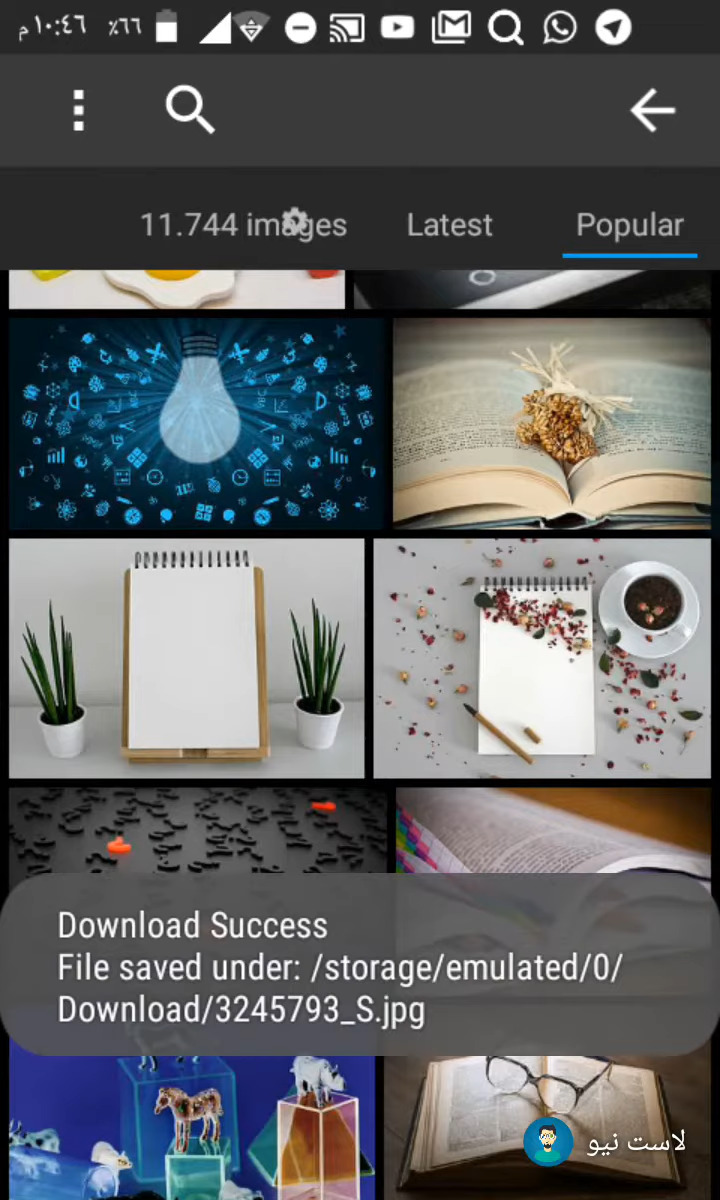 ١٠:٤٦ م ٦٦٪
11.744 images
Latest
Popular
Download Success
File saved under: /storage/emulated/0/
Download/3245793_S.jpg
لاست نيو